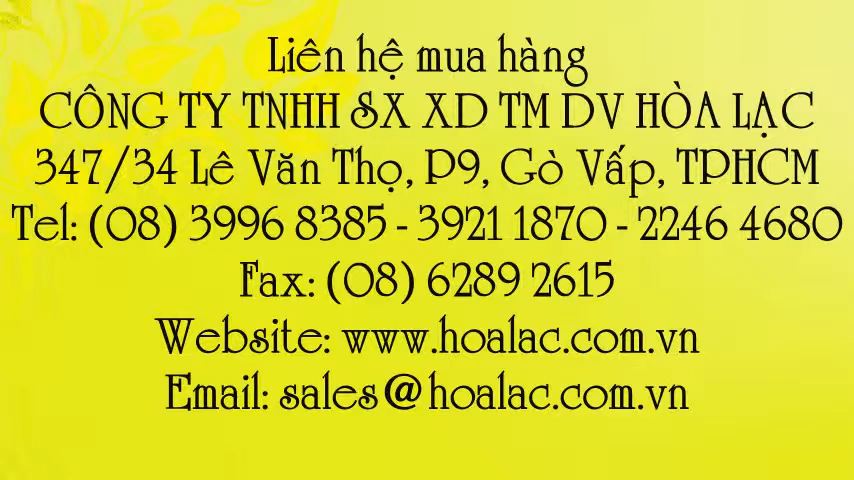 Liên hệ mua hàng
CÔNG TY TNHH SX XD TM DV HÒA LẠC
347/34 Lê Văn Thọ, P9, Gò Vấp, TPHCM
Tel: (08) 3996 8385 - 3921 1870 - 2246 4680
Fax: (08) 6289 2615
Website: www.hoalac.com.vn
Email: sales@hoalac.com.vn